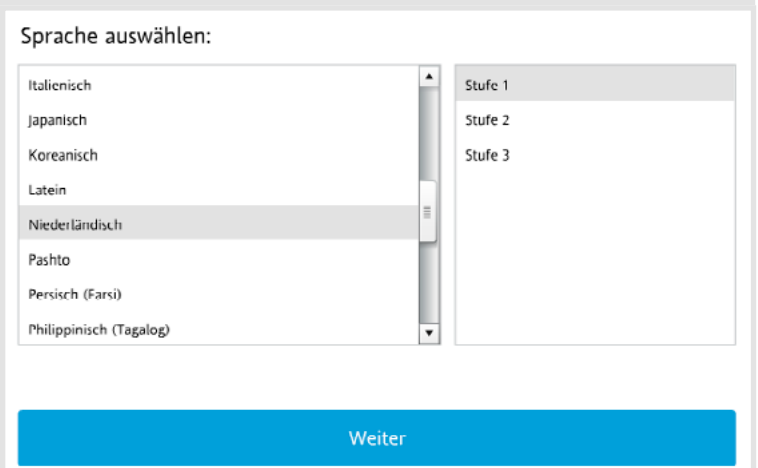 Sprache auswählen:
Italienisch
Japanisch
Koreanisch
Latein
Niederländisch
Pashto
Persisch (Farsi)
Philippinisch (Tagalog)
Stufe 1
Stufe 2
Stufe 3
Weiter